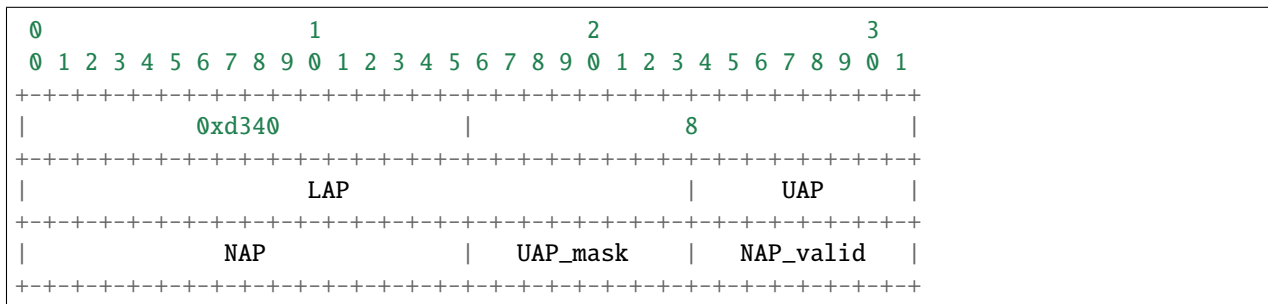 0                   1                   2                   3
0 1 2 3 4 5 6 7 8 9 0 1 2 3 4 5 6 7 8 9 0 1 2 3 4 5 6 7 8 9 0 1
+-+-+-+-+-+-+-+-+-+-+-+-+-+-+-+-+-+-+-+-+-+-+-+-+-+-+-+-+-+-+-+-+
|            0xd340             |               8               |
+-+-+-+-+-+-+-+-+-+-+-+-+-+-+-+-+-+-+-+-+-+-+-+-+-+-+-+-+-+-+-+-+
|                    LAP                        |      UAP      |
+-+-+-+-+-+-+-+-+-+-+-+-+-+-+-+-+-+-+-+-+-+-+-+-+-+-+-+-+-+-+-+-+
|              NAP              |   UAP_mask    |   NAP_valid   |
+-+-+-+-+-+-+-+-+-+-+-+-+-+-+-+-+-+-+-+-+-+-+-+-+-+-+-+-+-+-+-+-+